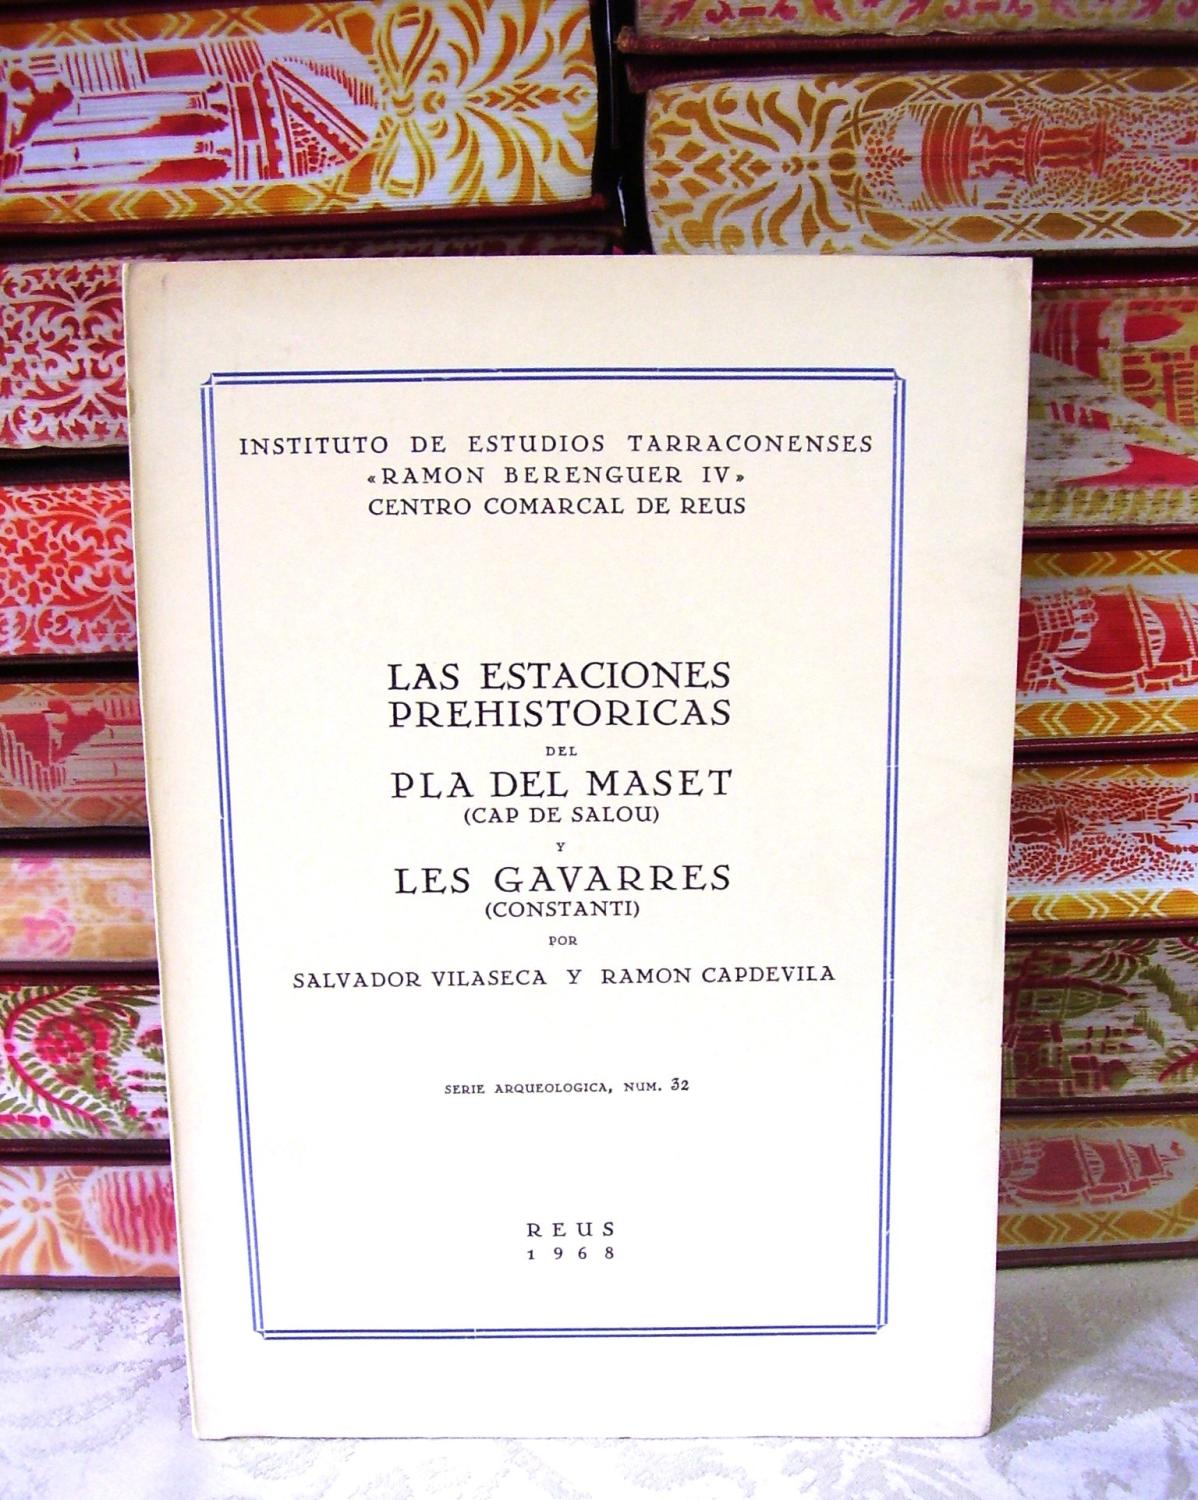 INSTITUTO DE ESTUDIOS TARRACONENSES
«RAMON BERENGUER IV»
CENTRO COMARCAL DE REUS
LAS ESTACIONES
PREHISTORICAS
DEL
PLA DEL MASET
(CAP DE SALOU)
Y
LES GAVARRES
(CONSTANTI)
POR
SALVADOR VILASECA Y RAMON CAPDEVILA
SERIE ARQUEOLOGICA, NUM. 32
REUS
1968